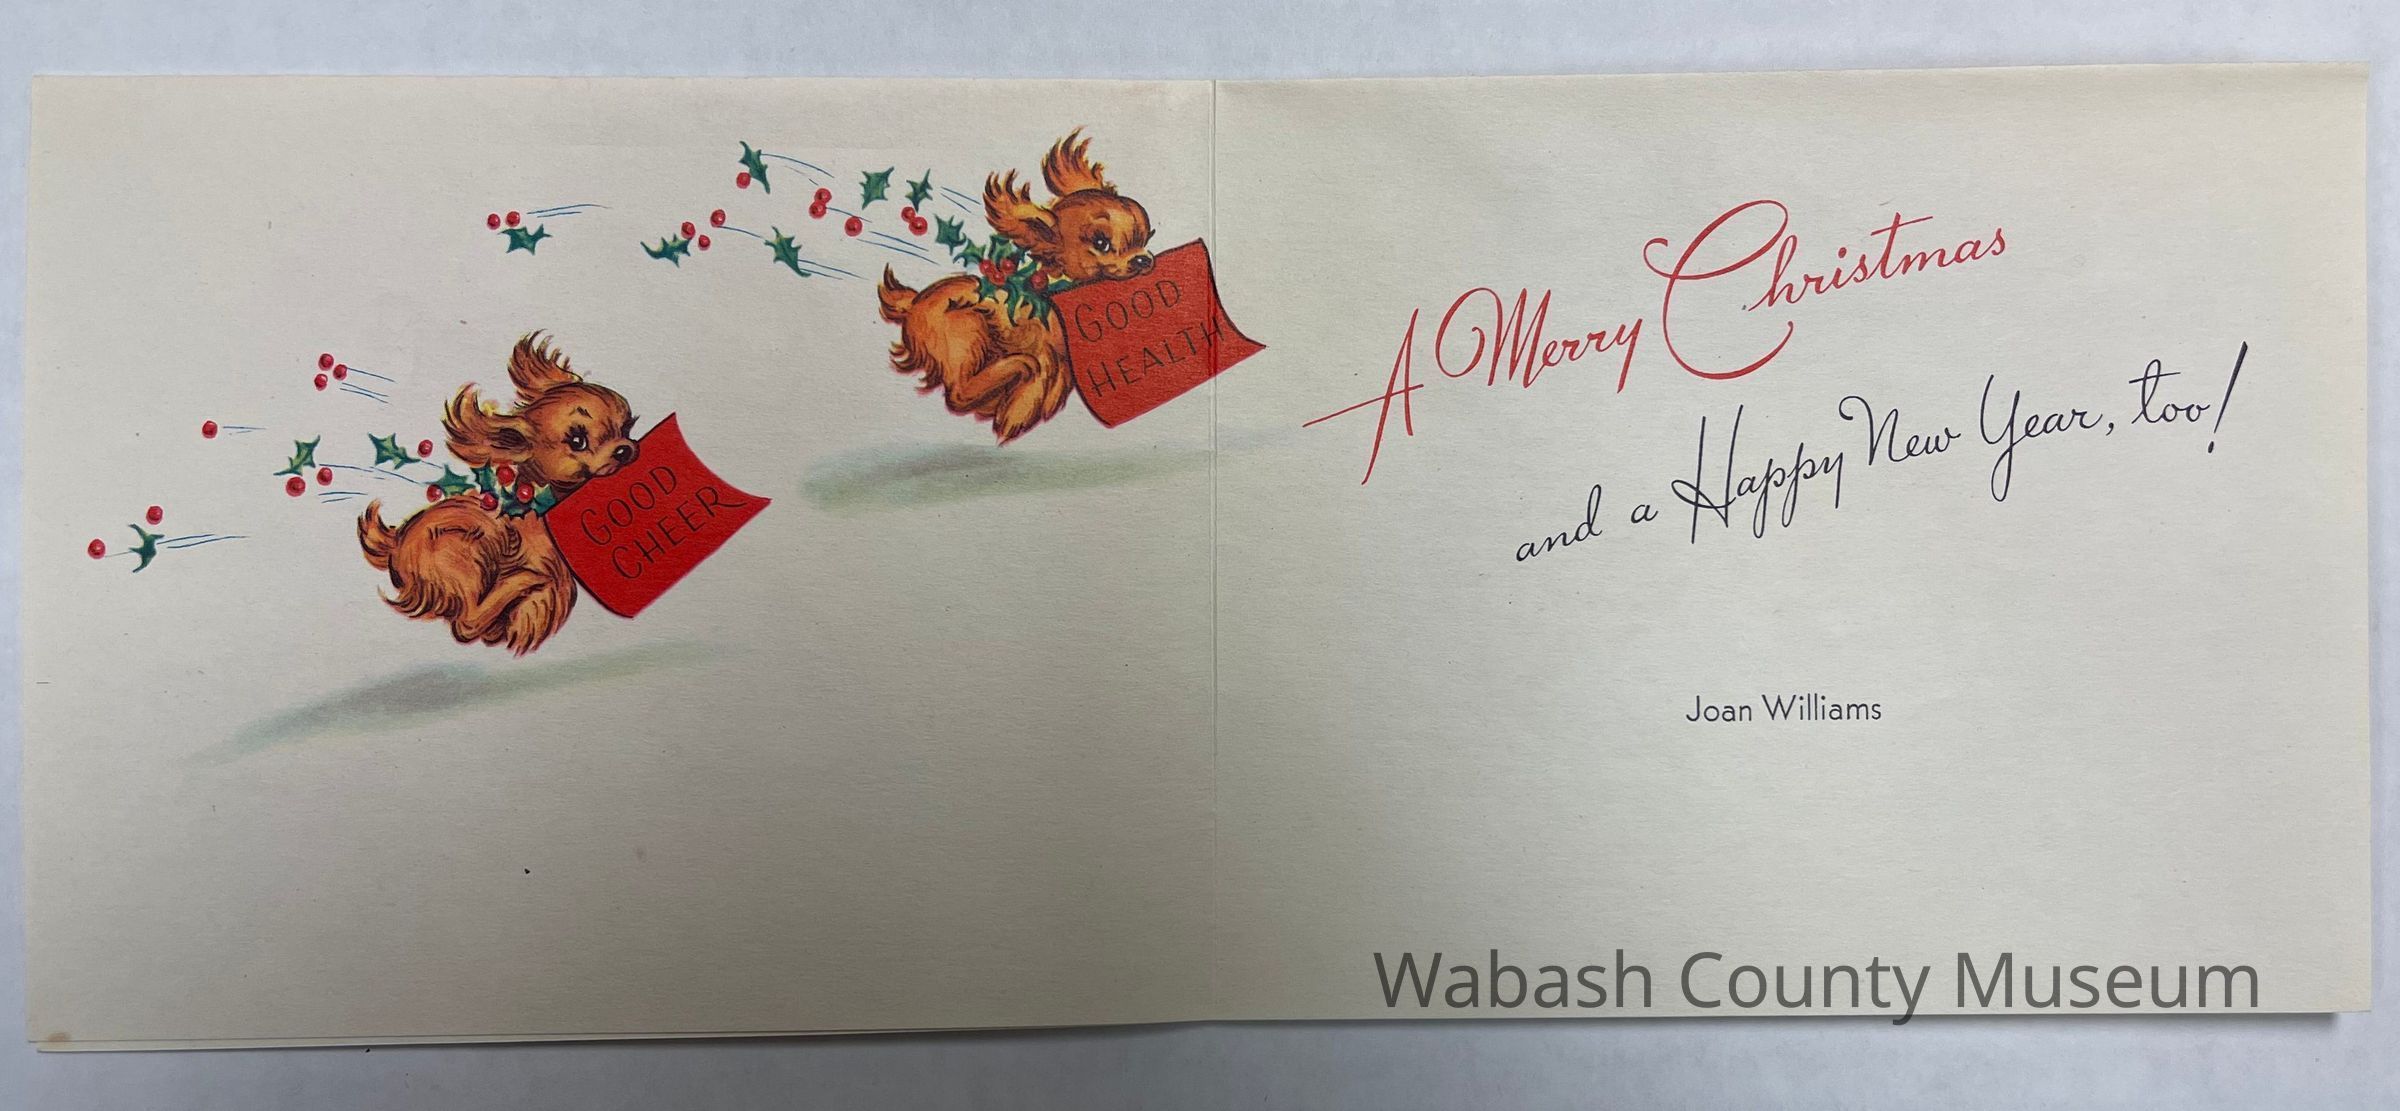 GOOD
CHEER
GOOD
HEALTH
A Merry Christmas
and a Happy New Year, too!
Joan Williams
Wabash County Museum